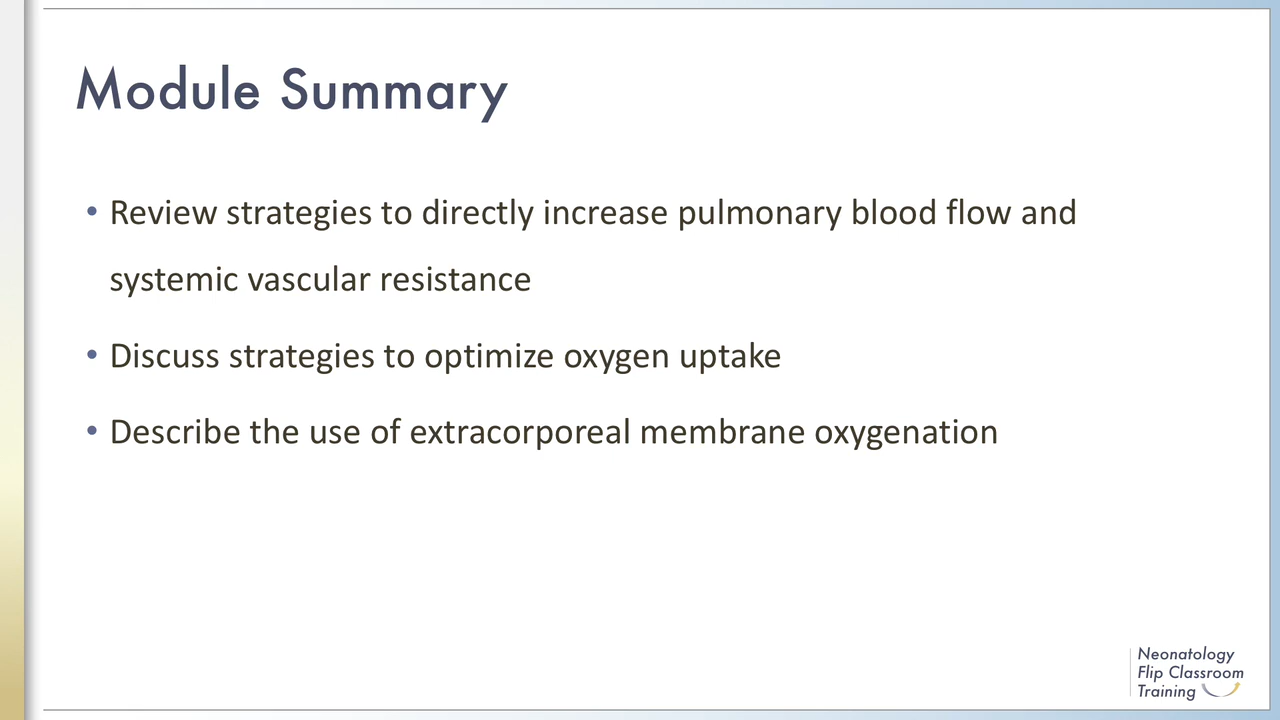 Module Summary
• Review strategies to directly increase pulmonary blood flow and
systemic vascular resistance
• Discuss strategies to optimize oxygen uptake
• Describe the use of extracorporeal membrane oxygenation
Neonatology
Flip Classroom
Training